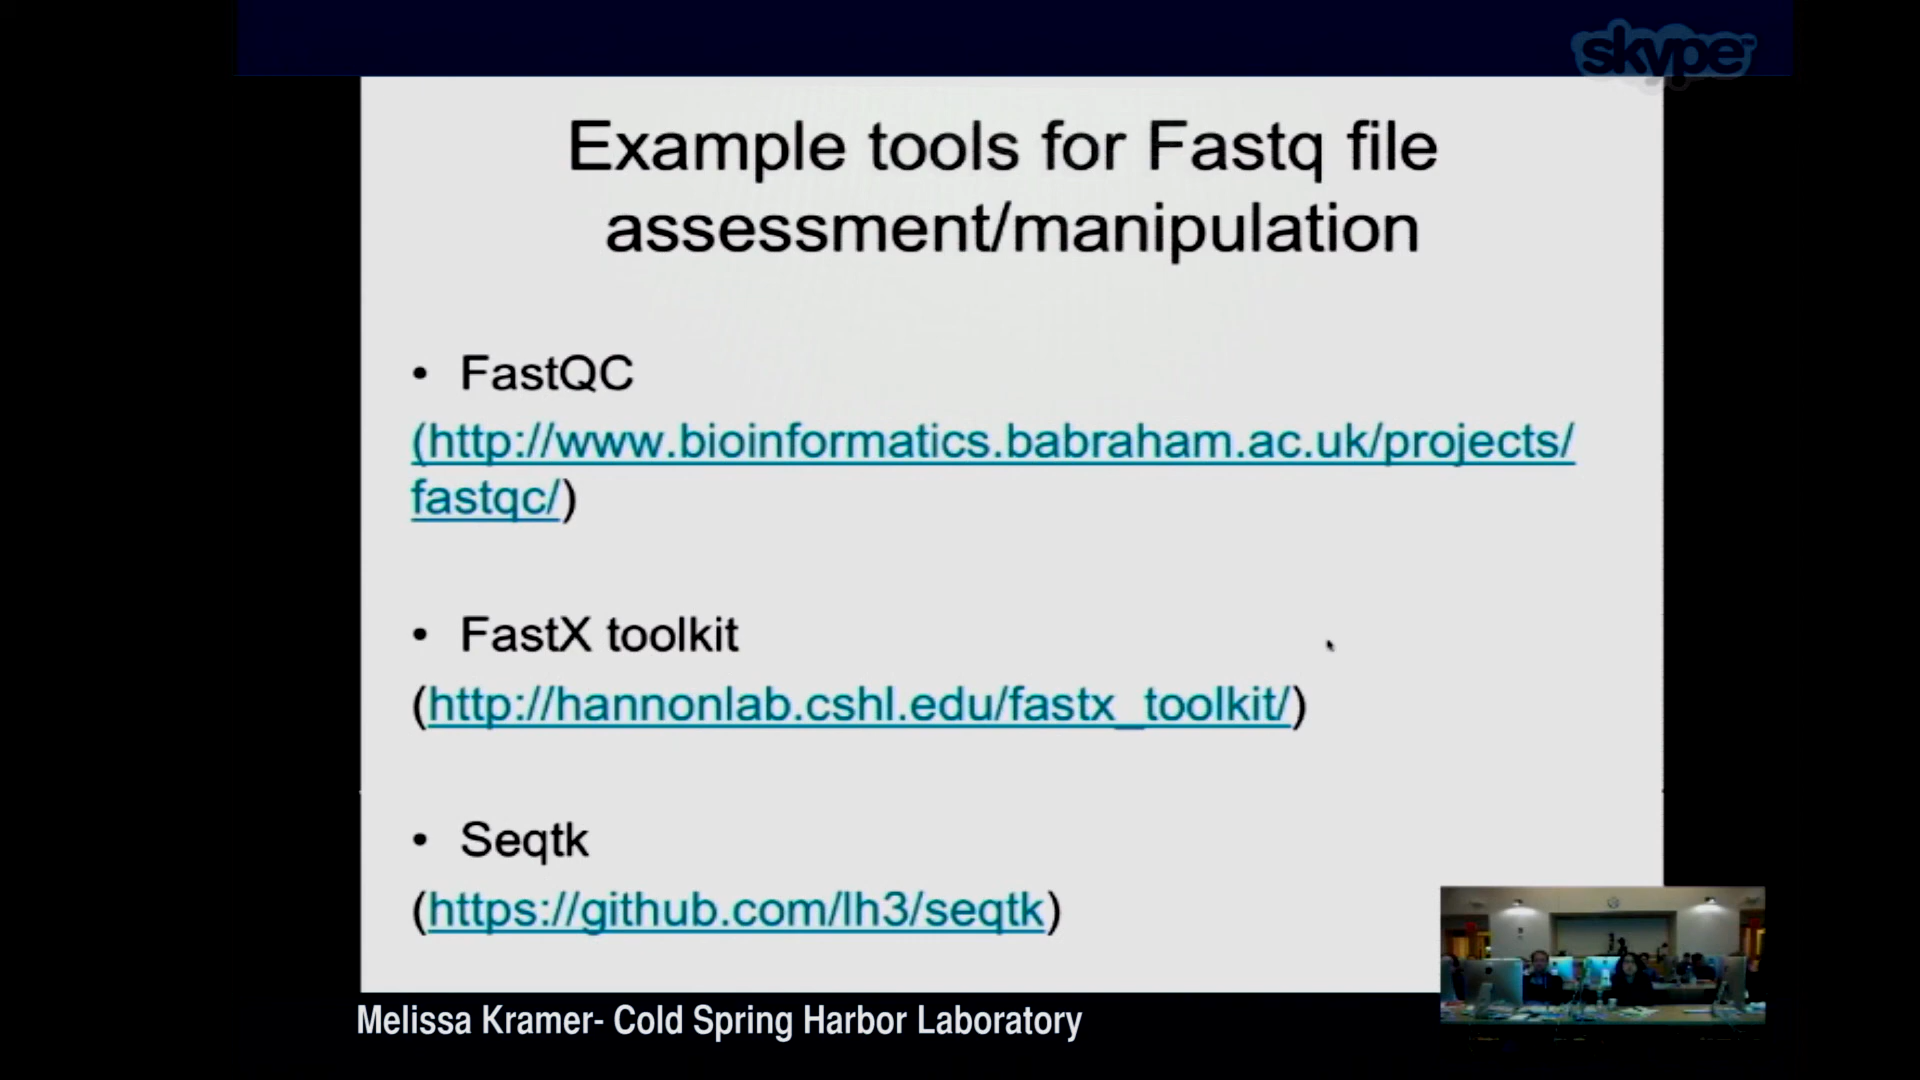 skype™
Example tools for Fastq file
assessment/manipulation
• FastQC
(http://www.bioinformatics.babraham.ac.uk/projects/
fastqc/)
• FastX toolkit
(http://hannonlab.cshl.edu/fastx_toolkit/)
• Seqtk
(https://github.com/lh3/seqtk)
Melissa Kramer- Cold Spring Harbor Laboratory